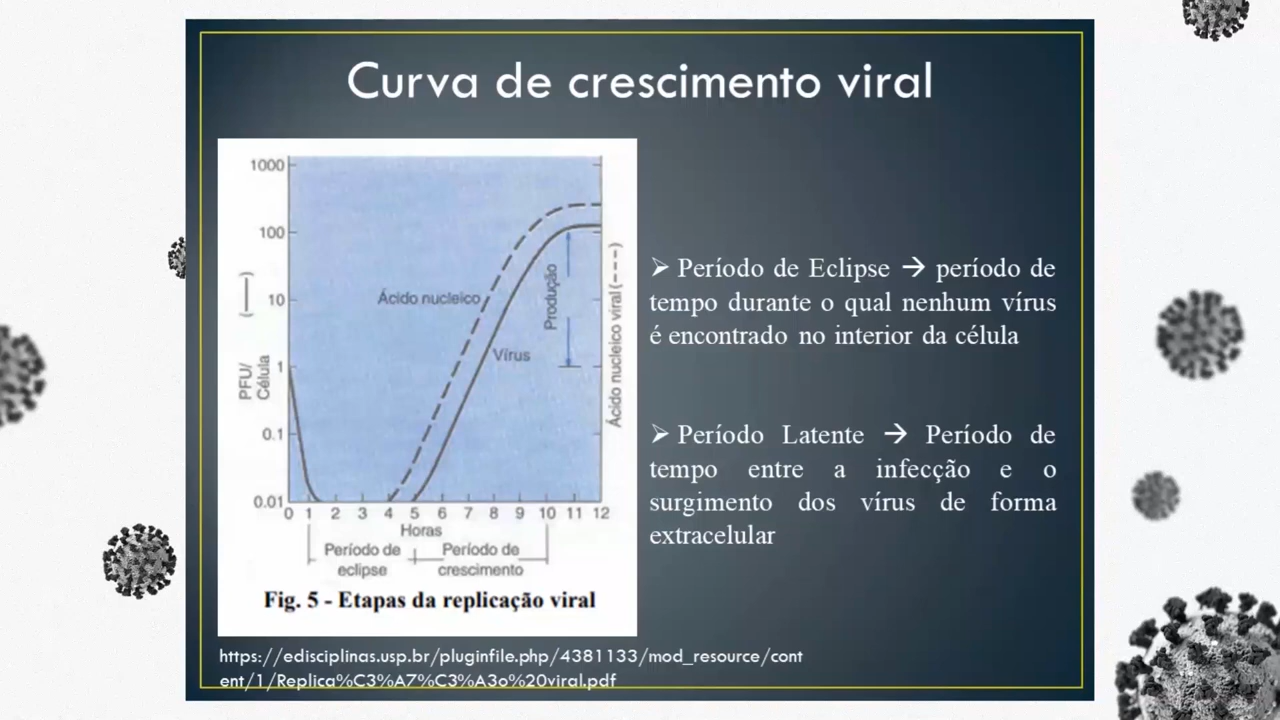 Curva de crescimento viral
1000
100
10
1
0.1
0.01
PFU/
Célula
(——)
Ácido nucleico
Vírus
Produção
Ácido nucleico viral (---)
0 1 2 3 4 5 6 7 8 9 10 11 12
Horas
Período de
eclipse
Período de
crescimento
Fig. 5 - Etapas da replicação viral
https://edisciplinas.usp.br/pluginfile.php/4381133/mod_resource/cont
ent/1/Replica%C3%A7%C3%A3o%20viral.pdf
➢ Período de Eclipse → período de
tempo durante o qual nenhum vírus
é encontrado no interior da célula
➢ Período Latente → Período de
tempo entre a infecção e o
surgimento dos vírus de forma
extracelular